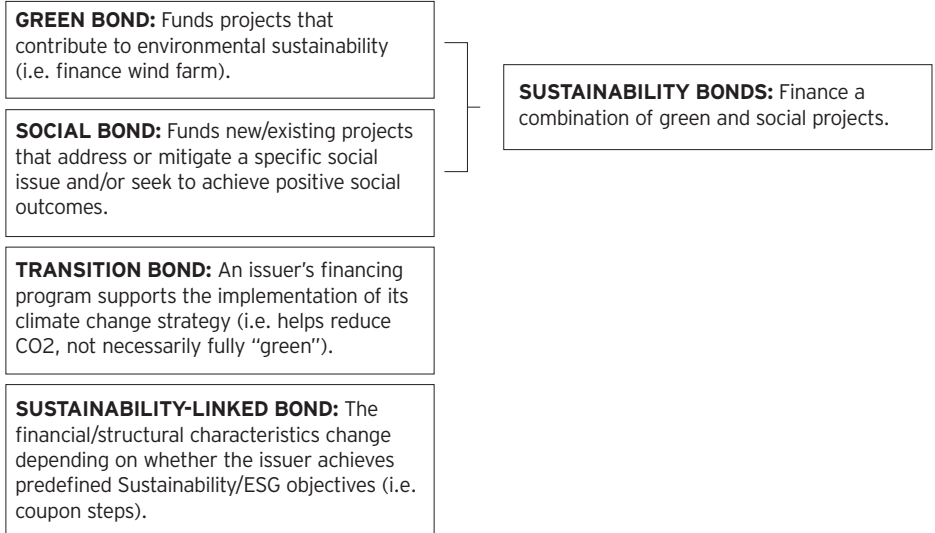 GREEN BOND: Funds projects that
contribute to environmental sustainability
(i.e. finance wind farm).
SOCIAL BOND: Funds new/existing projects
that address or mitigate a specific social
issue and/or seek to achieve positive social
outcomes.
SUSTAINABILITY BONDS: Finance a
combination of green and social projects.
TRANSITION BOND: An issuer’s financing
program supports the implementation of its
climate change strategy (i.e. helps reduce
CO2, not necessarily fully “green”).
SUSTAINABILITY-LINKED BOND: The
financial/structural characteristics change
depending on whether the issuer achieves
predefined Sustainability/ESG objectives (i.e.
coupon steps).